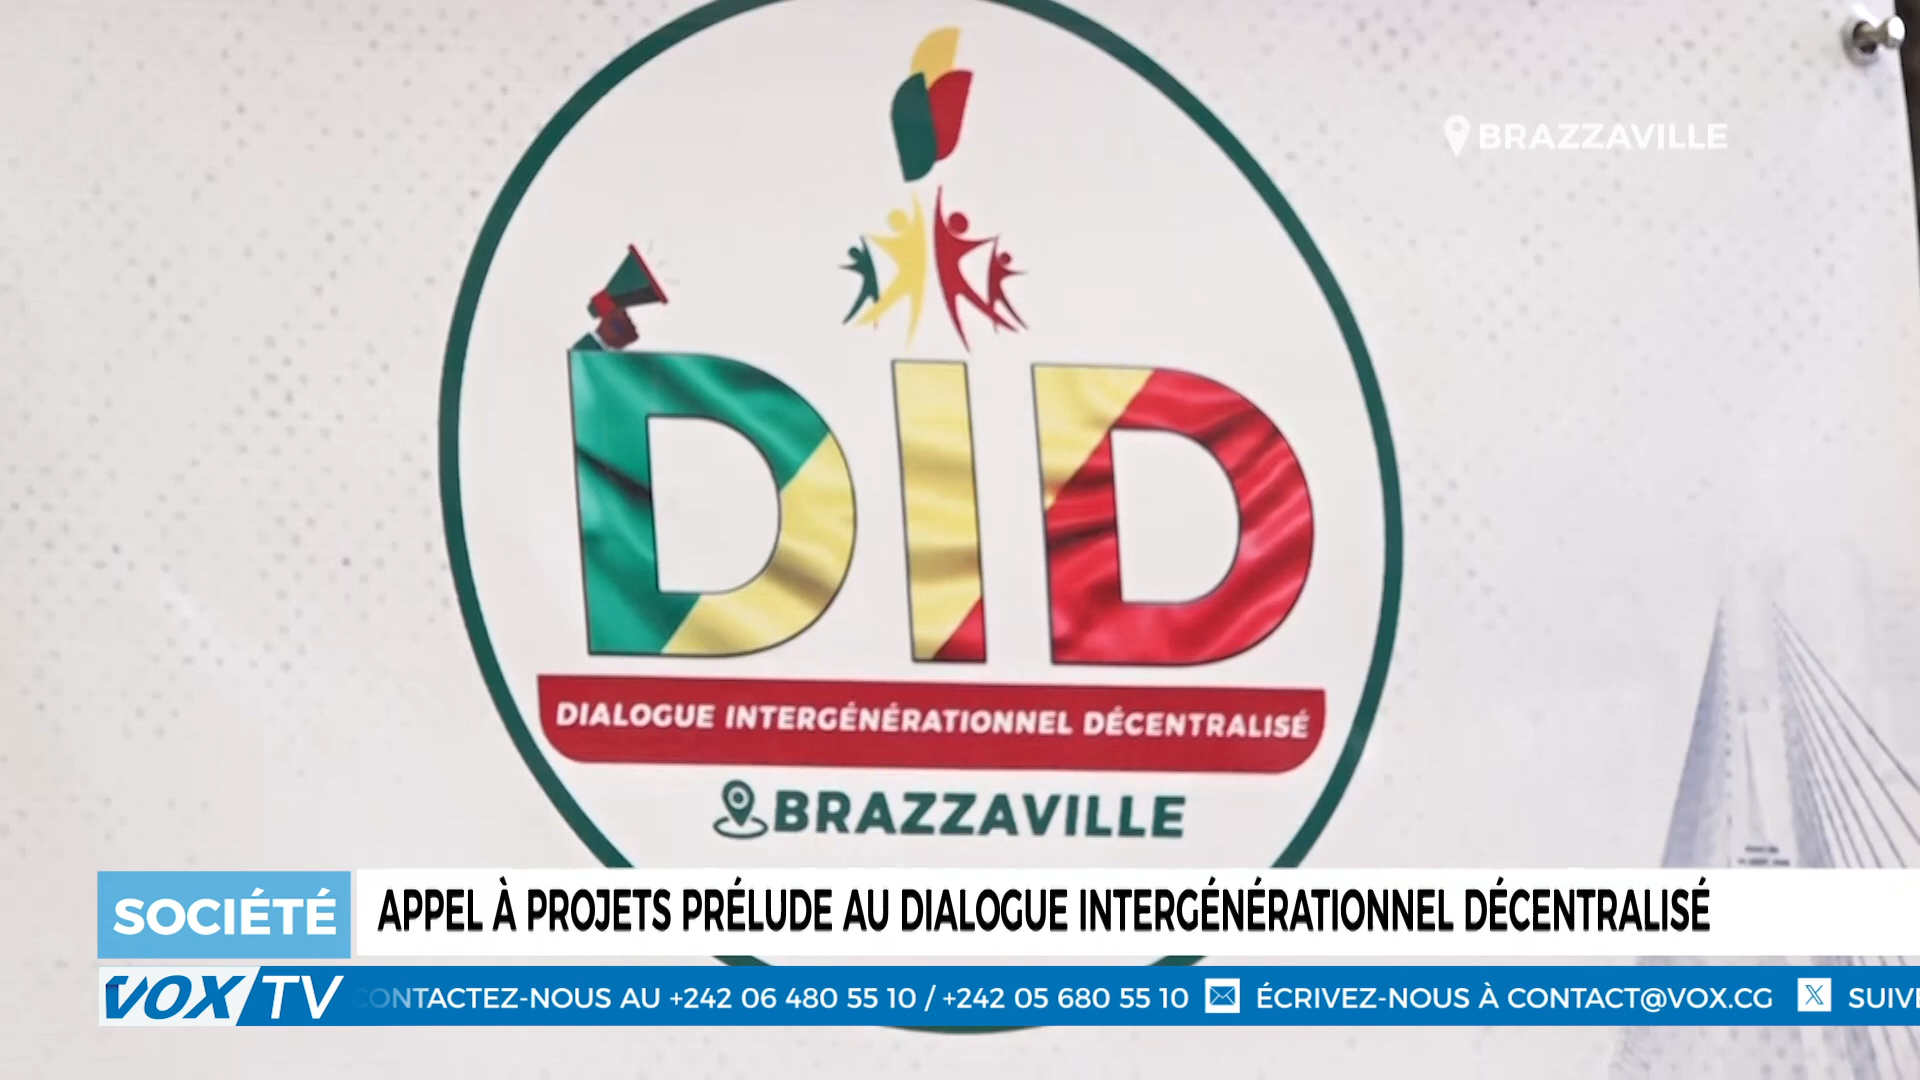 BRAZZAVILLE
DID
DIALOGUE INTERGÉNÉRATIONNEL DÉCENTRALISÉ
BRAZZAVILLE
SOCIÉTÉ
APPEL À PROJETS PRÉLUDE AU DIALOGUE INTERGÉNÉRATIONNEL DÉCENTRALISÉ
VOX TV
CONTACTEZ-NOUS AU +242 06 480 55 10 / +242 05 680 55 10 ÉCRIVEZ-NOUS À CONTACT@VOX.CG X